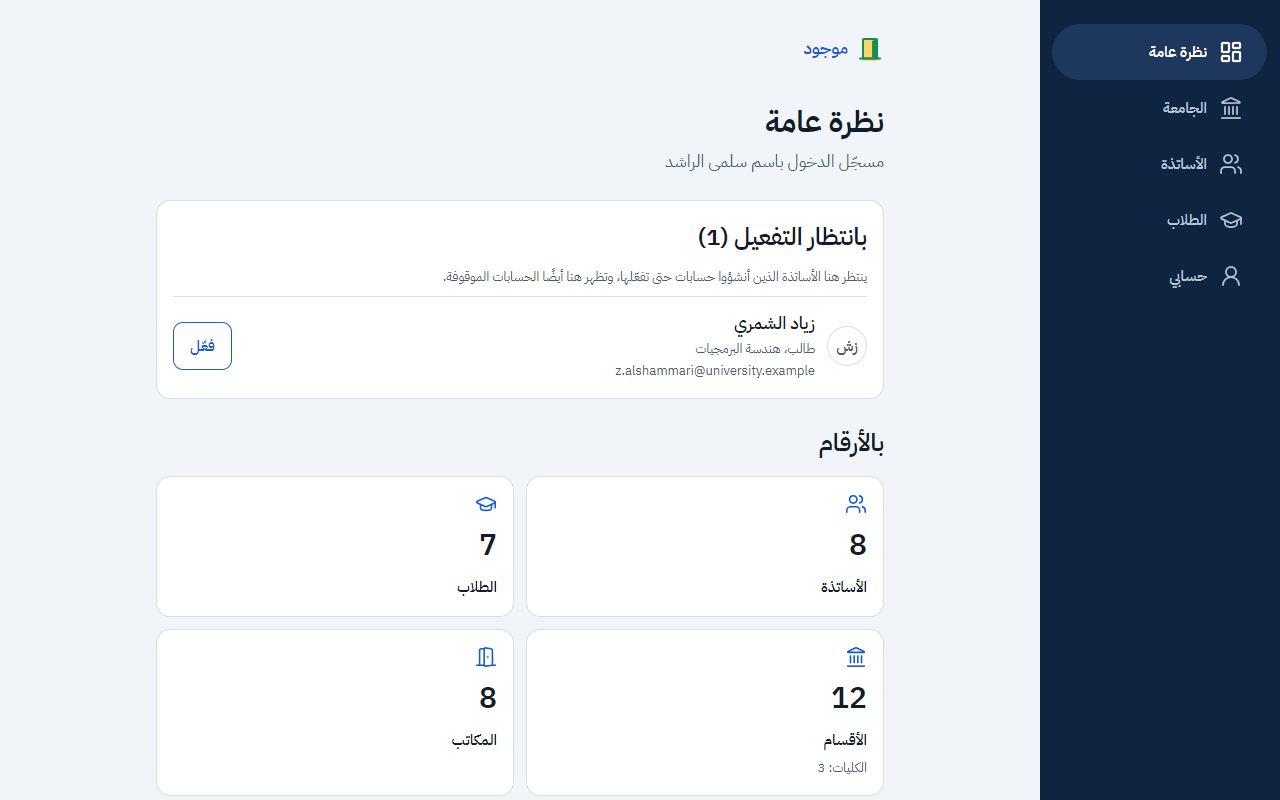 نظرة عامة
الجامعة
الأساتذة
الطلاب
حسابي
موجود
نظرة عامة
مسجّل الدخول باسم سلمى الراشد
بانتظار التفعيل (1)
ينتظر هنا الأساتذة الذين أنشؤوا حسابات حتى تفعّلها، وتظهر هنا أيضًا الحسابات الموقوفة.
زش
زياد الشمري
طالب، هندسة البرمجيات
z.alshammari@university.example
فعّل
بالأرقام
8
الأساتذة
7
الطلاب
12
الأقسام
الكليات: 3
8
المكاتب